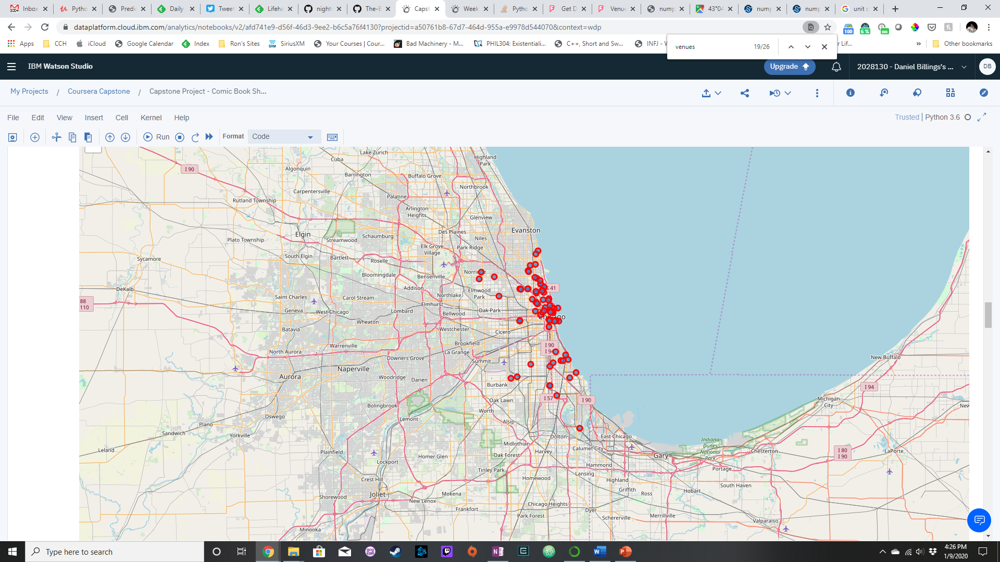 Inbox
Pytho
Predic
Daily
Tweet
Lifeha
night
The-E
Capst
Week
Pytho
Get D
Venue
nump
43°04
nump
nump
unit c
dataplatform.cloud.ibm.com/analytics/notebooks/v2/afd741e9-d56f-46d3-9ee2-b6c5a76f4130?projectid=a50761b8-67d7-464d-955a-e9978d544070&context=wdp
100
6 %
on
Apps
CCH
iCloud
Google Calendar
Index
Ron's Sites
SiriusXM
Your Courses | Cour...
Bad Machinery - M...
PHIL304: Existentiali...
C++, Short and Sw...
INFJ - W
r Lif...
»
Other bookmarks
venues
19/26
IBM Watson Studio
Upgrade
2028130 - Daniel Billings's ...
DB
My Projects / Coursera Capstone / Capstone Project - Comic Book Sh...
File Edit View Insert Cell Kernel Help
Trusted | Python 3.6
Run
Format
Code
Lake Zurich
Highland Park
Cuba
I 90
Algonquin
Barrington
Buffalo Grove
Northbrook
Carpentersville
Palatine
Rutland Township
Arlington Heights
Glenview
Evanston
Elgin
Des Plaines
Schaumburg
Plato Township
Streamwood
Niles
Elk Grove Village
Park Ridge
South Elgin
Bartlett
Roselle
Sycamore
Bloomingdale
Bensenville
Norridge
DeKalb
Addison
Elmwood Park
41
Saint Charles
Carol Stream
Northlake
88
110
Geneva
West Chicago
Lombard
Elmhurst
Bellwood
Oak Park
Chicago
Wheaton
Batavia
Westchester
Cicero
Warrenville
Brookfield
I 90
I 94
North Aurora
La Grange
Downers Grove
Summit
New Buffalo
Naperville
Aurora
Woodridge
Darien
Burbank
I 94
Bolingbrook
Oak Lawn
I 57
I 90
Michigan City
New
Lemont
Worth
Oswego
Alsip
Plano
Sandwich
Yorkville
Dolton
East Chicago
Indiana Dunes National Park
Leland
Midlothian
Calumet City
Plainfield
Harvey
Chesterton
I 80
I 90
LaPorte
Homer Glen
Oak Forest
Gary
Lockport
Hammond
Portage
Tinley Park
Lansing
Crest Hill
Homewood
Highland
South Haven
Joliet
Mokena
Griffith
Ross
Hobart
Shorewood
New Lenox
Chicago Heights
Frankfort
Dyer
Park Forest
Schererville
Merrillville
Valparaiso
Minooka
Type here to search
4:26 PM
1/9/2020